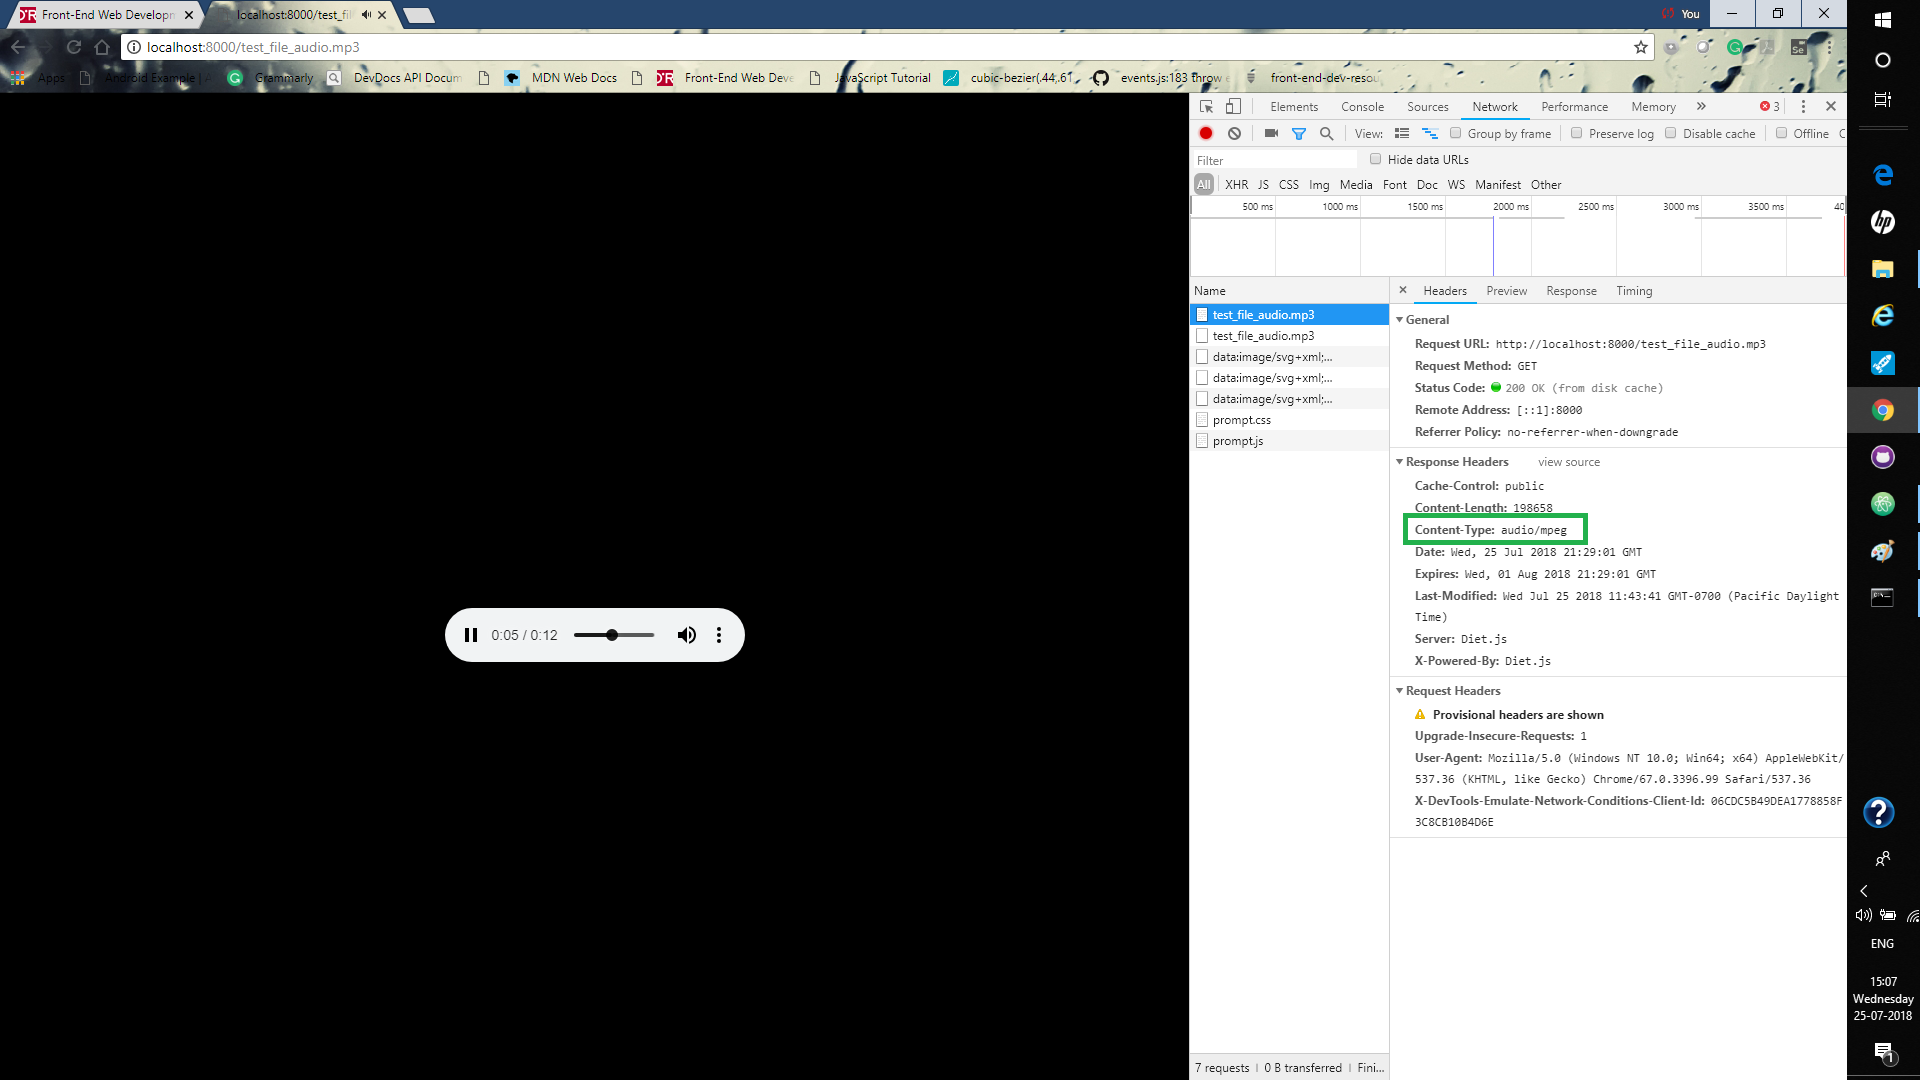 Front-End Web Developm
localhost:8000/test_fil
You
localhost:8000/test_file_audio.mp3
Apps
Android Example | A
Grammarly
DevDocs API Docum
MDN Web Docs
Front-End Web Deve
JavaScript Tutorial
cubic-bezier(.44,.61
events.js:183 throw e
front-end-dev-resou
Elements Console Sources Network Performance Memory 3
View: Group by frame Preserve log Disable cache Offline
Filter Hide data URLs
All XHR JS CSS Img Media Font Doc WS Manifest Other
500 ms 1000 ms 1500 ms 2000 ms 2500 ms 3000 ms 3500 ms 40
Name
test_file_audio.mp3
test_file_audio.mp3
data:image/svg+xml;...
data:image/svg+xml;...
data:image/svg+xml;...
prompt.css
prompt.js
Headers Preview Response Timing
General
Request URL: http://localhost:8000/test_file_audio.mp3
Request Method: GET
Status Code: 200 OK (from disk cache)
Remote Address: [::1]:8000
Referrer Policy: no-referrer-when-downgrade
Response Headers view source
Cache-Control: public
Content-Length: 198658
Content-Type: audio/mpeg
Date: Wed, 25 Jul 2018 21:29:01 GMT
Expires: Wed, 01 Aug 2018 21:29:01 GMT
Last-Modified: Wed Jul 25 2018 11:43:41 GMT-0700 (Pacific Daylight
Time)
Server: Diet.js
X-Powered-By: Diet.js
Request Headers
Provisional headers are shown
Upgrade-Insecure-Requests: 1
User-Agent: Mozilla/5.0 (Windows NT 10.0; Win64; x64) AppleWebKit/
537.36 (KHTML, like Gecko) Chrome/67.0.3396.99 Safari/537.36
X-DevTools-Emulate-Network-Conditions-Client-Id: 06CDC5B49DEA1778858F
3C8CB10B4D6E
0:05 / 0:12
7 requests | 0 B transferred | Fini...
hp
ENG
15:07
Wednesday
25-07-2018
1